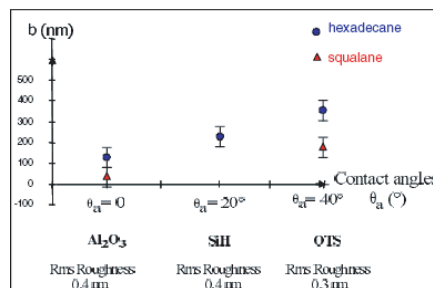 b (nm)
hexadecane
squalane
500
400
300
200
100
0
-100
Contact angles
θa = 0
θa = 20°
θa = 40°
θa (°)
Al2O3
SiH
OTS
Rms Roughness
0.4 nm
Rms Roughness
0.4 nm
Rms Roughness
0.3 nm